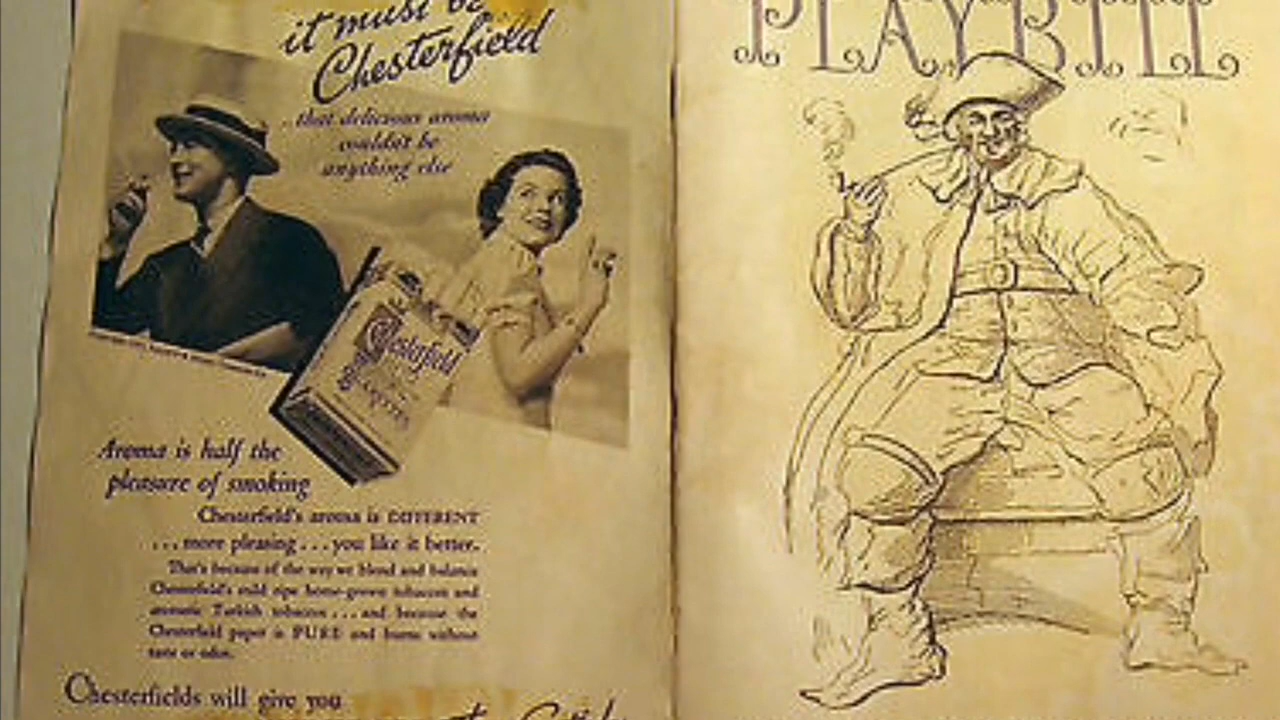 it must be
Chesterfield
..that delicious aroma
couldn't be
anything else
Chesterfield
CIGARETTES
Aroma is half the
pleasure of smoking
Chesterfield's aroma is DIFFERENT
...more pleasing...you like it better.
That's because of the way we blend and balance
Chesterfield's mild ripe home-grown tobaccos and
aromatic Turkish tobaccos...and because the
Chesterfield paper is PURE and burns without
taste or odor.
Chesterfields will give you
PLAYBILL